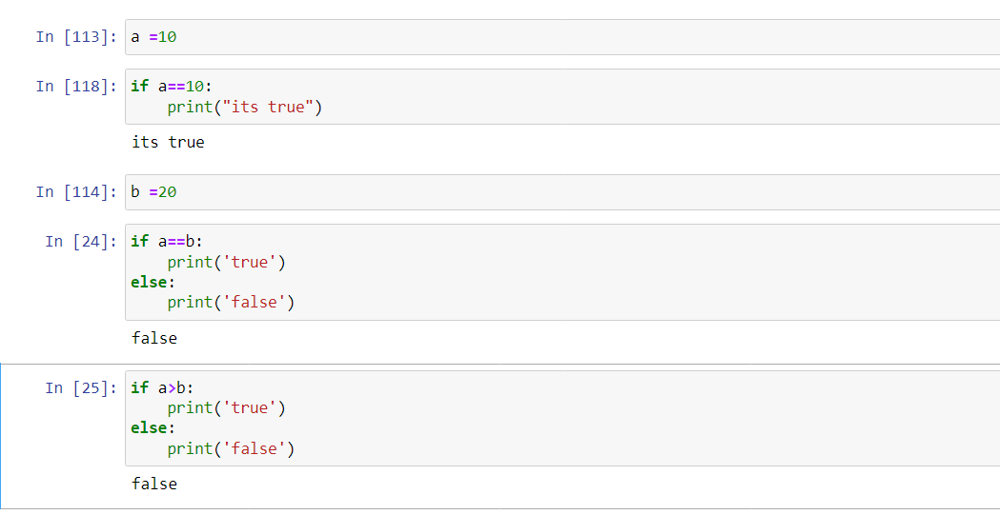 In [113]: a =10
In [118]: if a==10:
    print("its true")
its true
In [114]: b =20
In [24]: if a==b:
    print('true')
else:
    print('false')
false
In [25]: if a>b:
    print('true')
else:
    print('false')
false